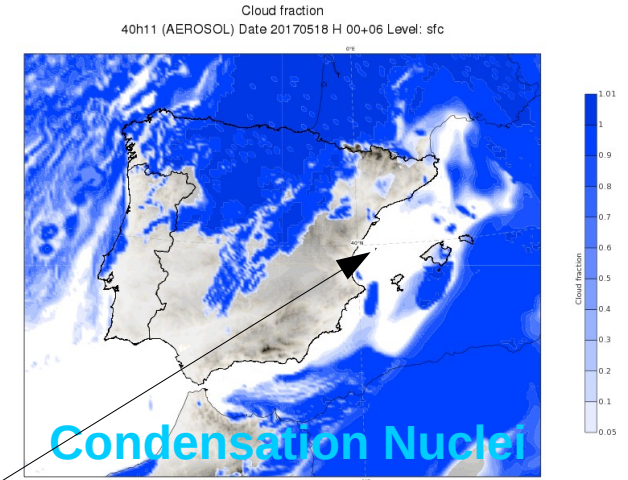 Cloud fraction
40h11 (AEROSOL) Date 20170518 H 00+06 Level: sfc
0°E
1.01
1
0.9
0.8
0.7
0.6
0.5
0.4
0.3
0.2
0.1
0.05
Cloud fraction
40°N
Condensation Nuclei